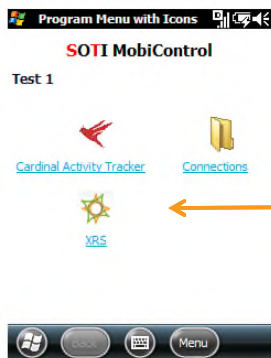 Program Menu with Icons
SOTI MobiControl
Test 1
Cardinal Activity Tracker Connections
XRS
Back Menu